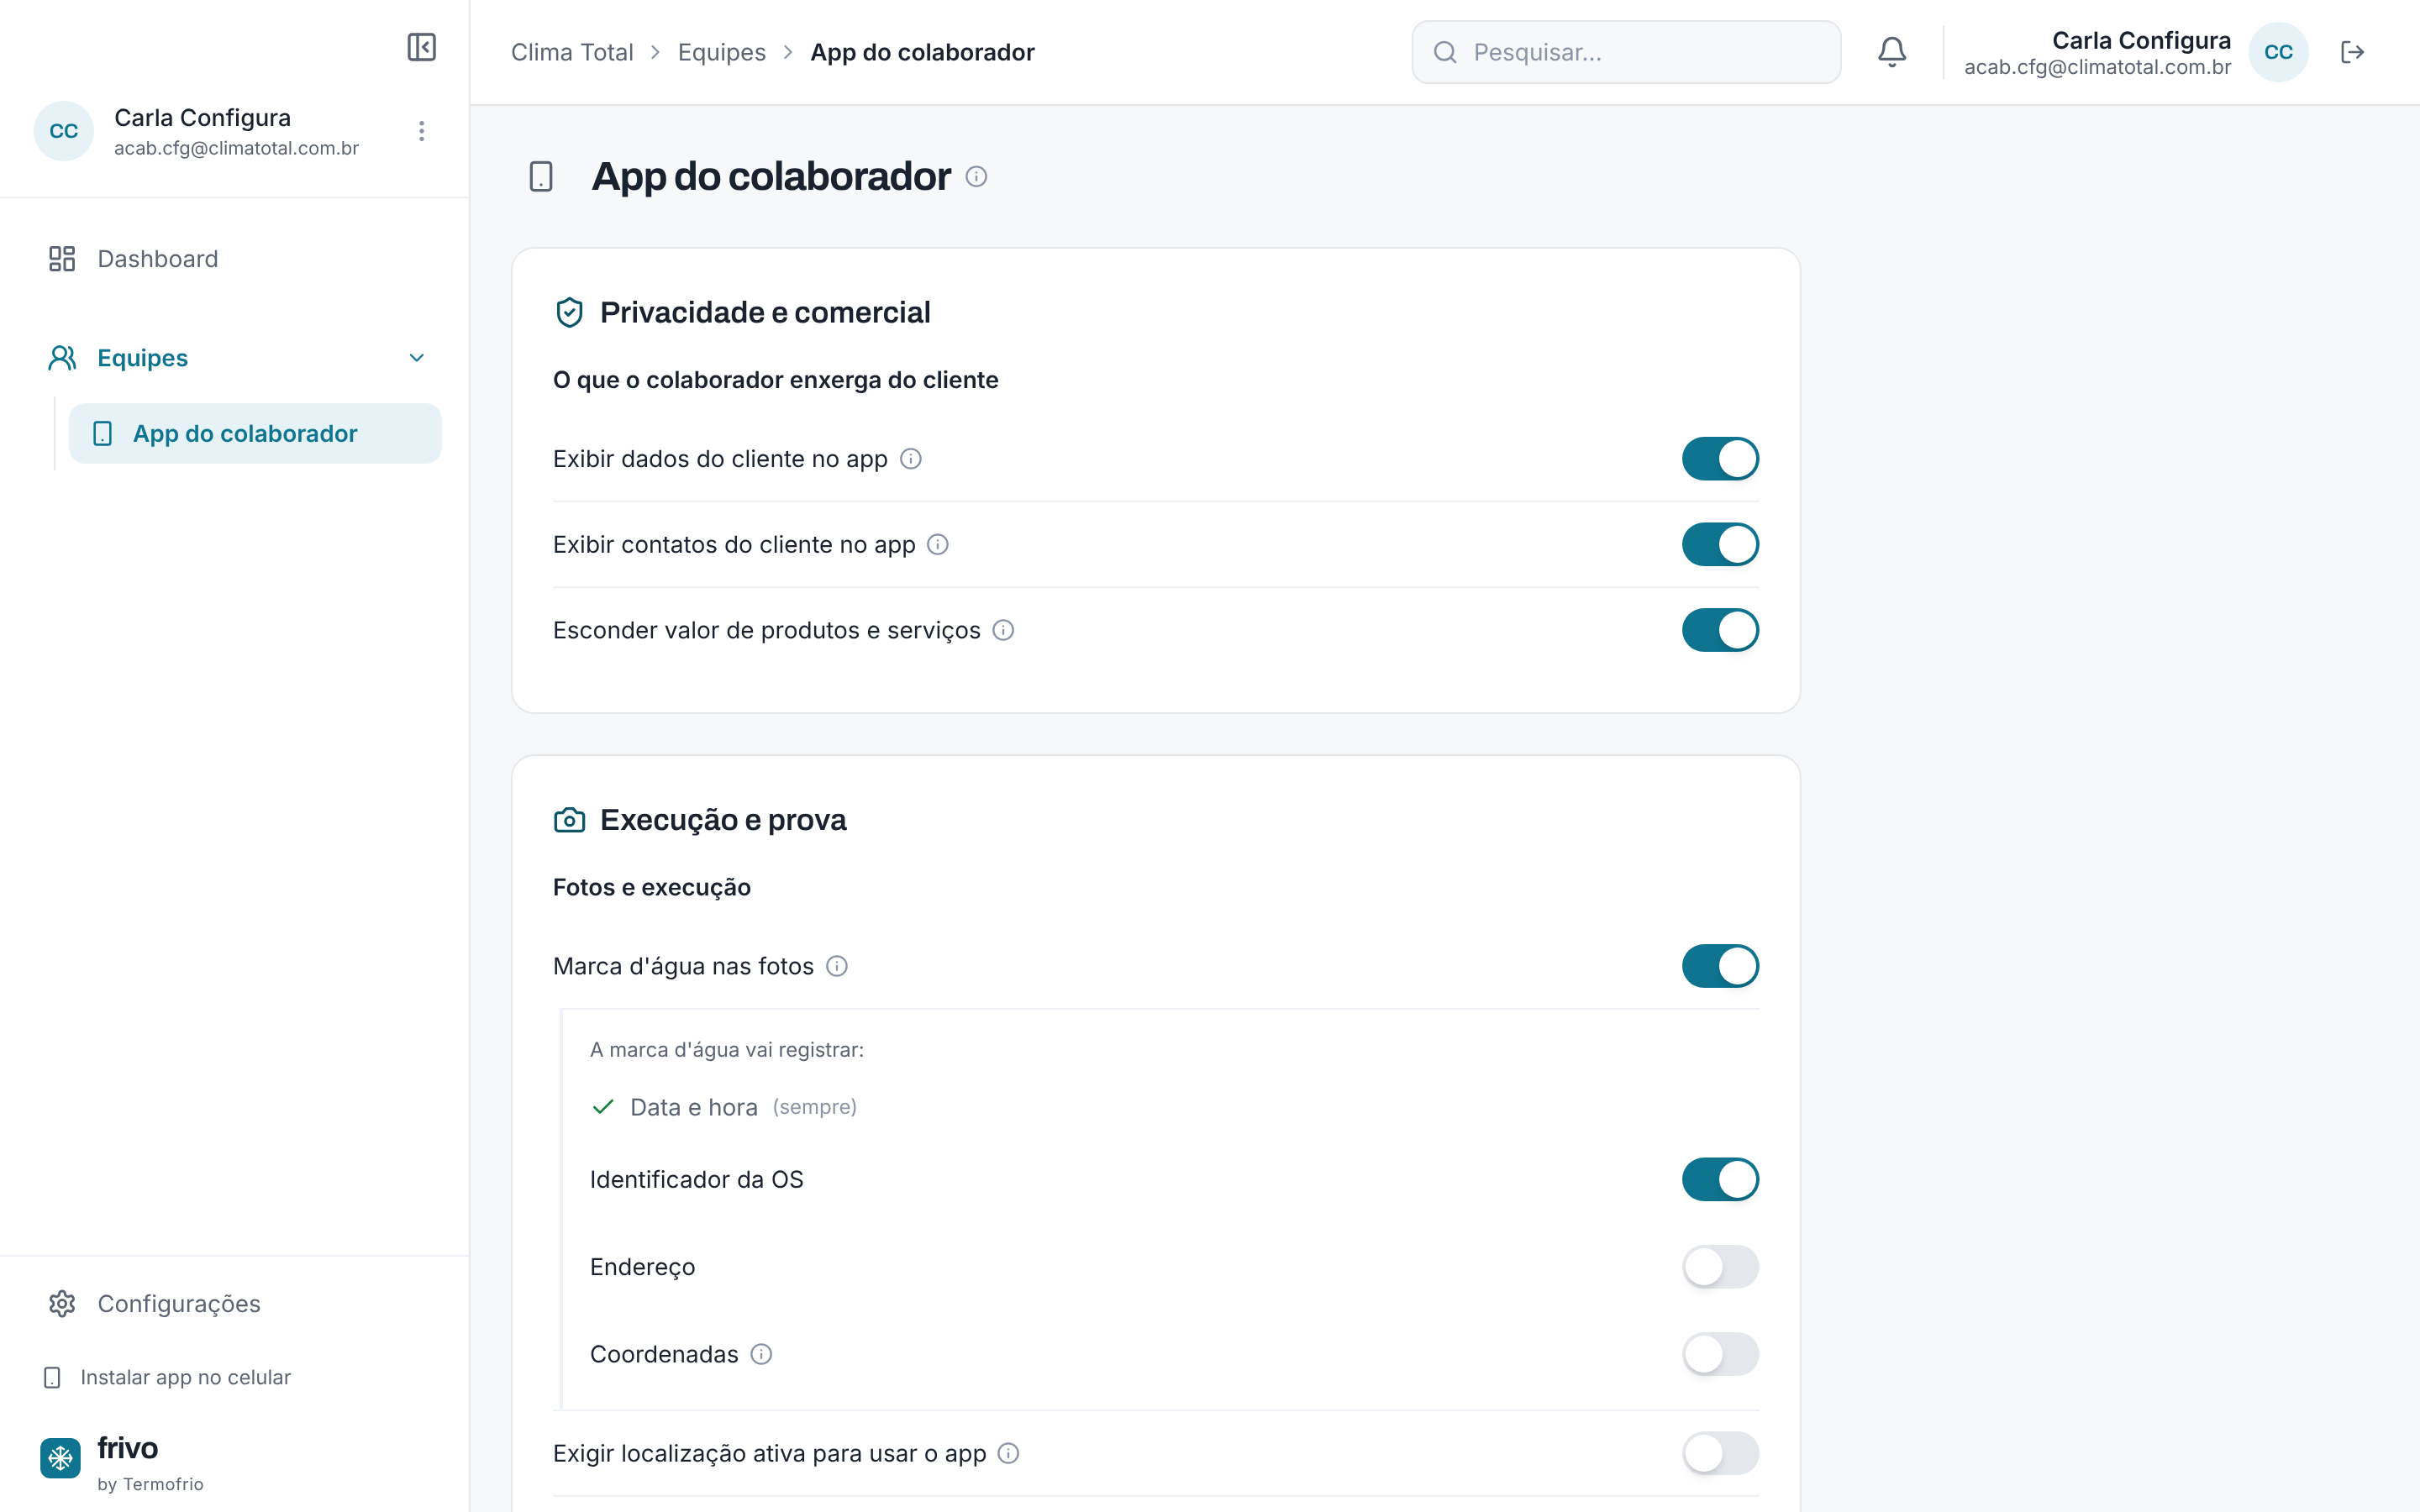 Clima Total
Equipes
App do colaborador
Pesquisar...
Carla Configura
acab.cfg@climatotal.com.br
CC
CC
Carla Configura
acab.cfg@climatotal.com.br
Dashboard
Equipes
App do colaborador
Configurações
Instalar app no celular
frivo
by Termofrio
App do colaborador
Privacidade e comercial
O que o colaborador enxerga do cliente
Exibir dados do cliente no app
Exibir contatos do cliente no app
Esconder valor de produtos e serviços
Execução e prova
Fotos e execução
Marca d'água nas fotos
A marca d'água vai registrar:
Data e hora (sempre)
Identificador da OS
Endereço
Coordenadas
Exigir localização ativa para usar o app